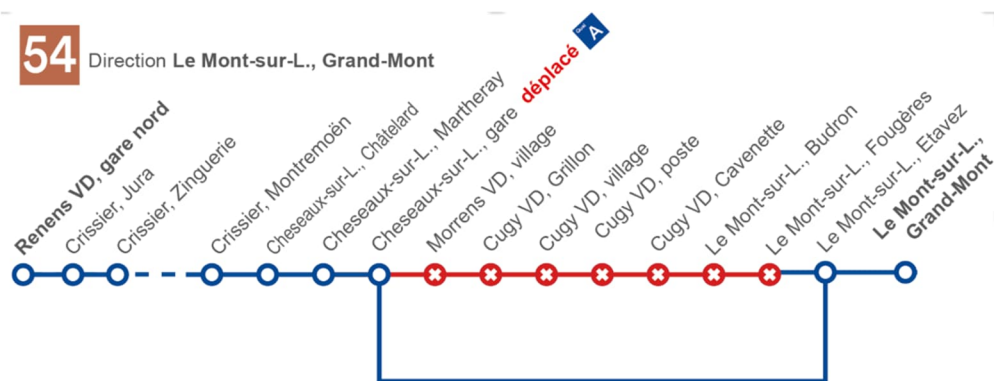 54 Direction Le Mont-sur-L., Grand-Mont
Renens VD, gare nord
Crissier, Jura
Crissier, Zinguerie
Crissier, Montremoën
Cheseaux-sur-L., Châtelard
Cheseaux-sur-L., Martheray
Cheseaux-sur-L., gare déplacé Quai A
Morrens VD, village
Cugy VD, Grillon
Cugy VD, village
Cugy VD, poste
Cugy VD, Cavenette
Le Mont-sur-L., Budron
Le Mont-sur-L., Fougères
Le Mont-sur-L., Etavez
Le Mont-sur-L.,
Grand-Mont